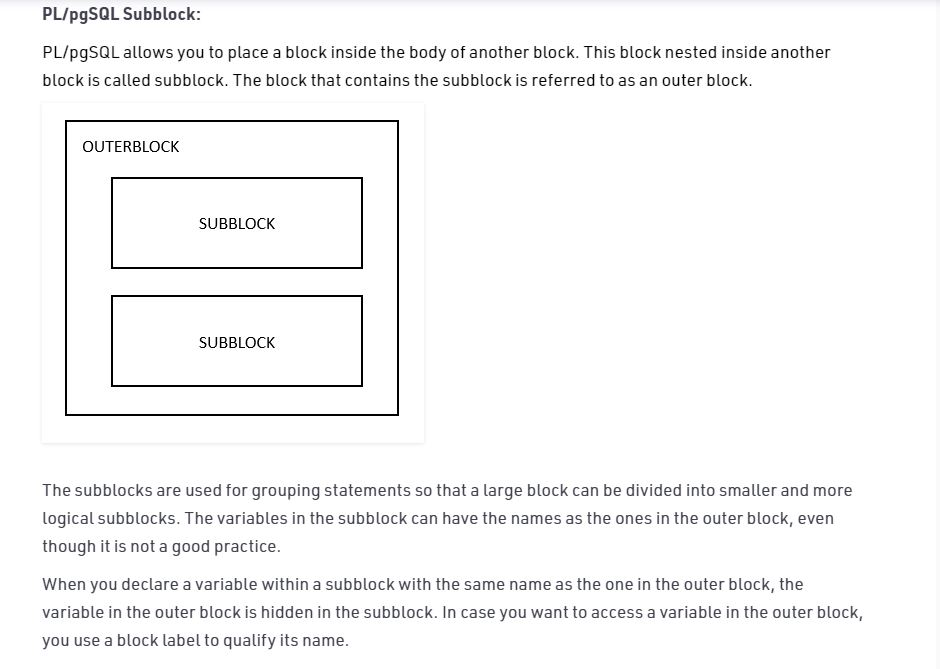 PL/pgSQL Subblock:
PL/pgSQL allows you to place a block inside the body of another block. This block nested inside another
block is called subblock. The block that contains the subblock is referred to as an outer block.
OUTERBLOCK
SUBBLOCK
SUBBLOCK
The subblocks are used for grouping statements so that a large block can be divided into smaller and more
logical subblocks. The variables in the subblock can have the names as the ones in the outer block, even
though it is not a good practice.
When you declare a variable within a subblock with the same name as the one in the outer block, the
variable in the outer block is hidden in the subblock. In case you want to access a variable in the outer block,
you use a block label to qualify its name.